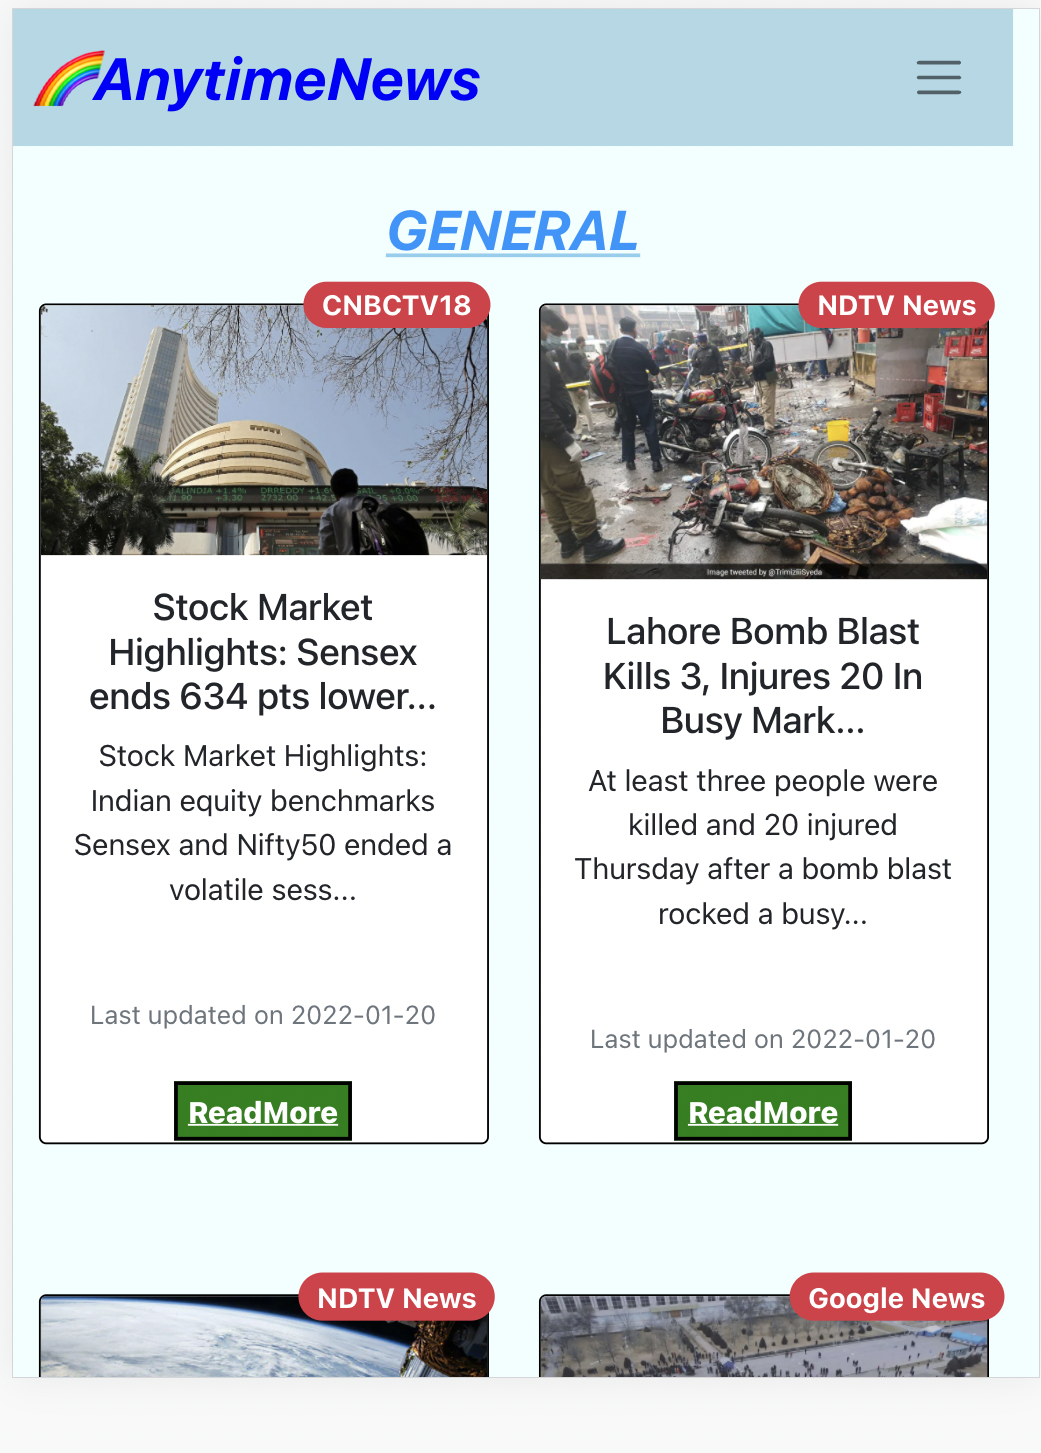 AnytimeNews
GENERAL
CNBCTV18
Stock Market
Highlights: Sensex
ends 634 pts lower...
Stock Market Highlights:
Indian equity benchmarks
Sensex and Nifty50 ended a
volatile sess...
Last updated on 2022-01-20
ReadMore
NDTV News
Image tweeted by @TrimiziiiSyeda
Lahore Bomb Blast
Kills 3, Injures 20 In
Busy Mark...
At least three people were
killed and 20 injured
Thursday after a bomb blast
rocked a busy...
Last updated on 2022-01-20
ReadMore
NDTV News
Google News